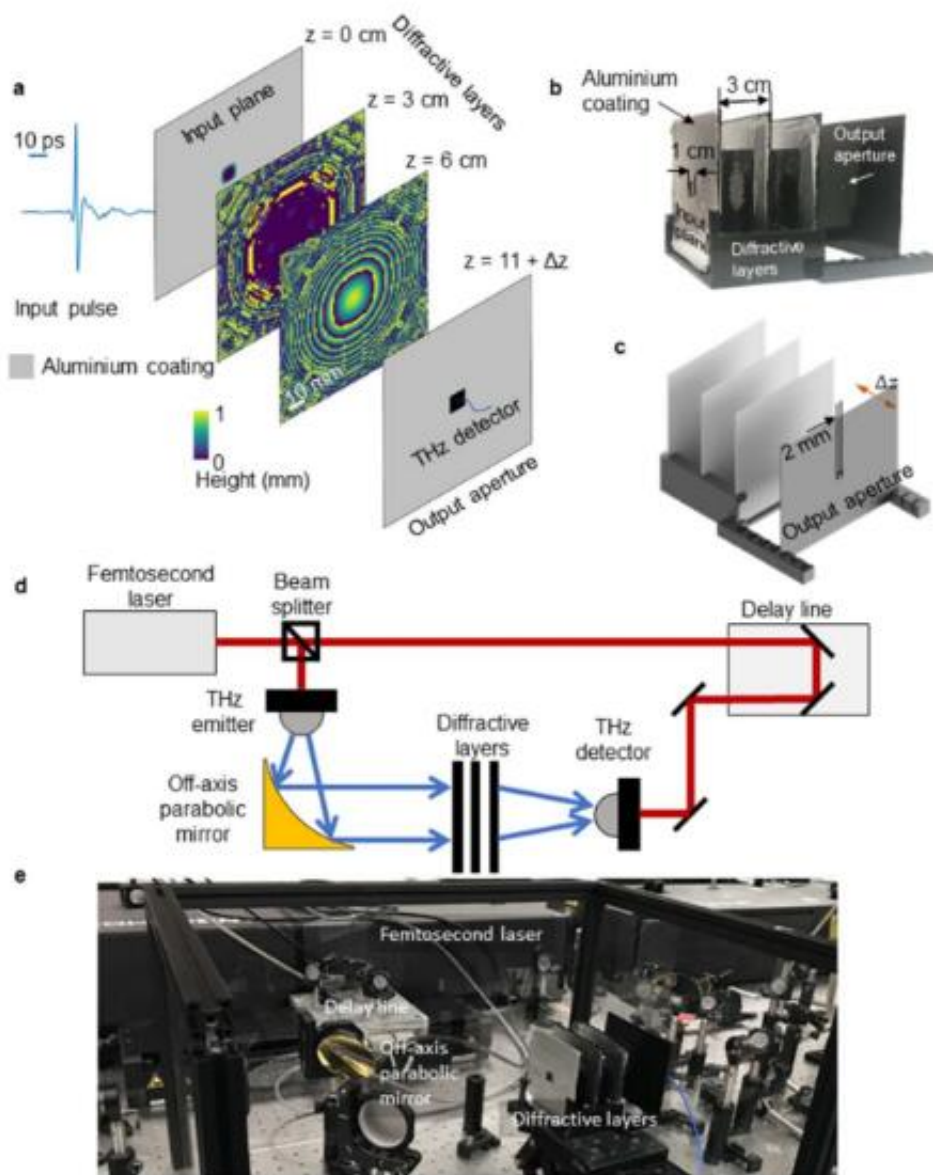 a
10 ps
Input pulse
Aluminium coating
1
0
Height (mm)
Input plane
z = 0 cm
Diffractive layers
z = 3 cm
z = 6 cm
10 mm
z = 11 + Δz
THz detector
Output aperture
b
Aluminium
coating
3 cm
1 cm
Input
plane
Diffractive
layers
Output
aperture
c
Δz
2 mm
Output aperture
d
Femtosecond
laser
Beam
splitter
Delay line
THz
emitter
Diffractive
layers
THz
detector
Off-axis
parabolic
mirror
e
Femtosecond laser
Delay line
Off-axis
parabolic
mirror
Diffractive layers